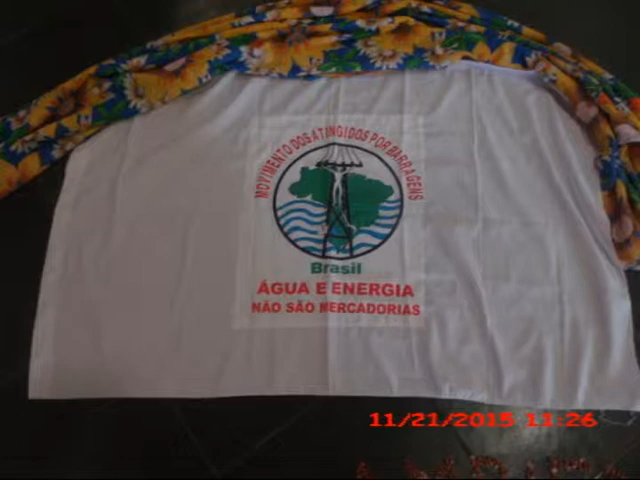 MOVIMENTO DOS ATINGIDOS POR BARRAGENS
Brasil
ÁGUA E ENERGIA
NÃO SÃO MERCADORIAS
11/21/2015 11:26